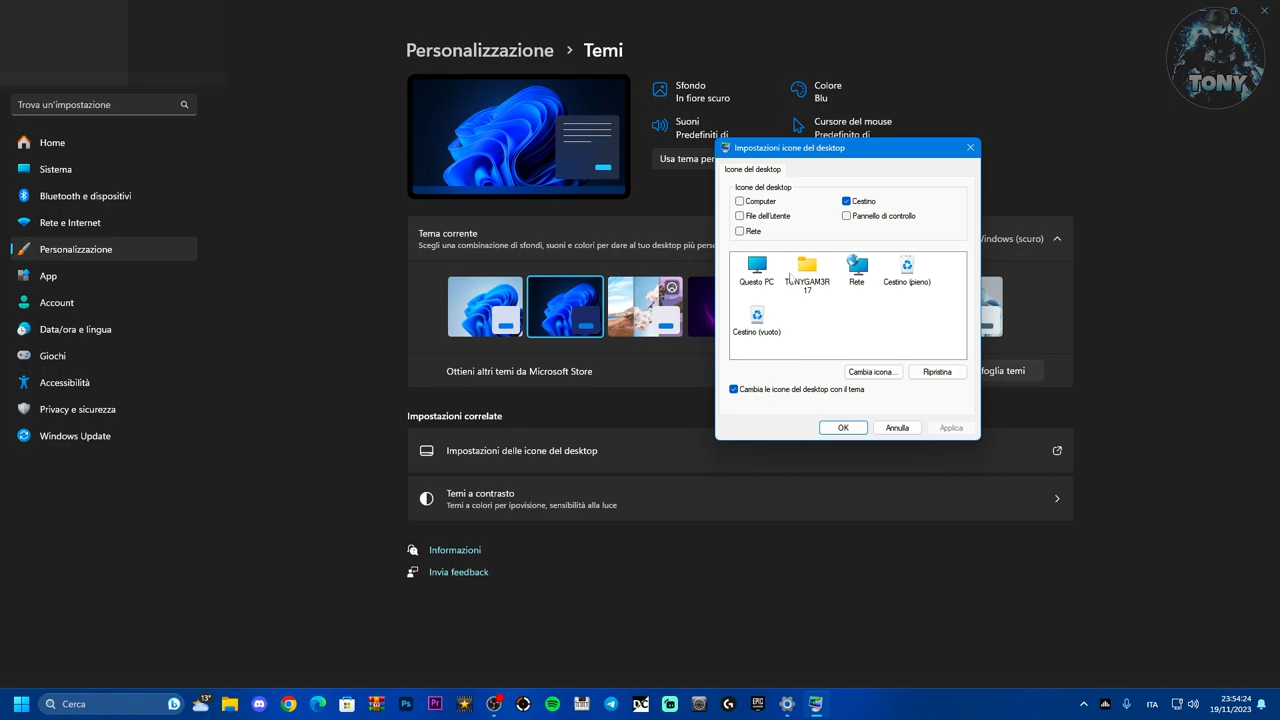 Personalizzazione > Temi
TONY
Trova un'impostazione
Home
Sistema
Bluetooth e dispositivi
Rete e Internet
Personalizzazione
App
Account
Data/ora e lingua
Giochi
Accessibilità
Privacy e sicurezza
Windows Update
Sfondo
In fiore scuro
Colore
Blu
Suoni
Predefiniti di
Cursore del mouse
Predefinito di
Usa tema per
Tema corrente
Scegli una combinazione di sfondi, suoni e colori per dare al tuo desktop più perso
Windows (scuro)
Ottieni altri temi da Microsoft Store
foglia temi
Impostazioni correlate
Impostazioni delle icone del desktop
Temi a contrasto
Temi a colori per ipovisione, sensibilità alla luce
Informazioni
Invia feedback
Impostazioni icone del desktop
Icone del desktop
Icone del desktop
Computer
Cestino
File dell'utente
Pannello di controllo
Rete
Questo PC
TONYGAM3R
17
Rete
Cestino (pieno)
Cestino (vuoto)
Cambia icona...
Ripristina
Cambia le icone del desktop con il tema
OK
Annulla
Applica
Cerca
13°
Ps
Pr
EPIC
ITA
23:54:24
19/11/2023